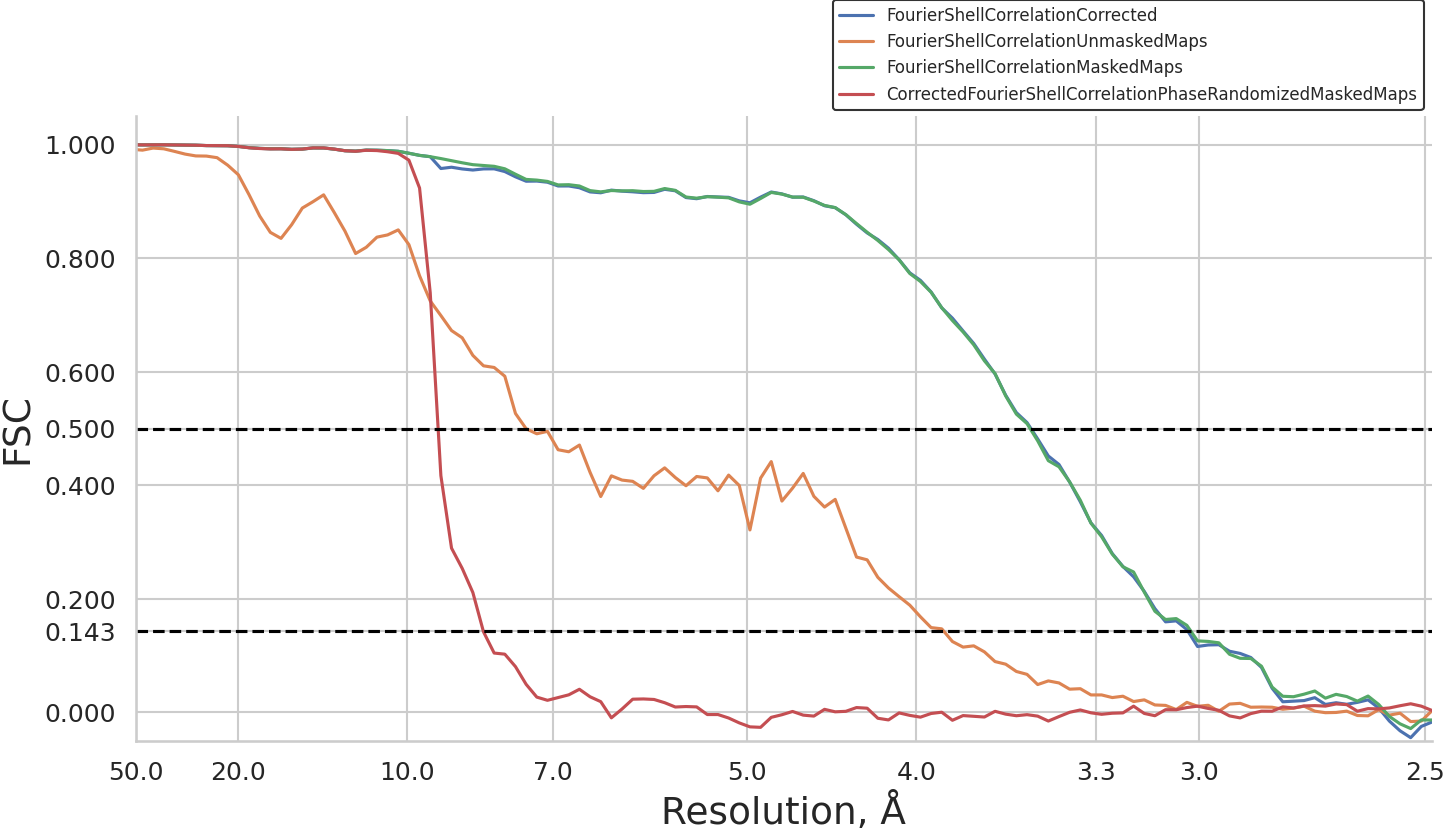 FourierShellCorrelationCorrected
FourierShellCorrelationUnmaskedMaps
FourierShellCorrelationMaskedMaps
CorrectedFourierShellCorrelationPhaseRandomizedMaskedMaps
1.000
0.800
0.600
0.500
0.400
0.200
0.143
0.000
FSC
50.0 20.0 10.0 7.0 5.0 4.0 3.3 3.0 2.5
Resolution, Å